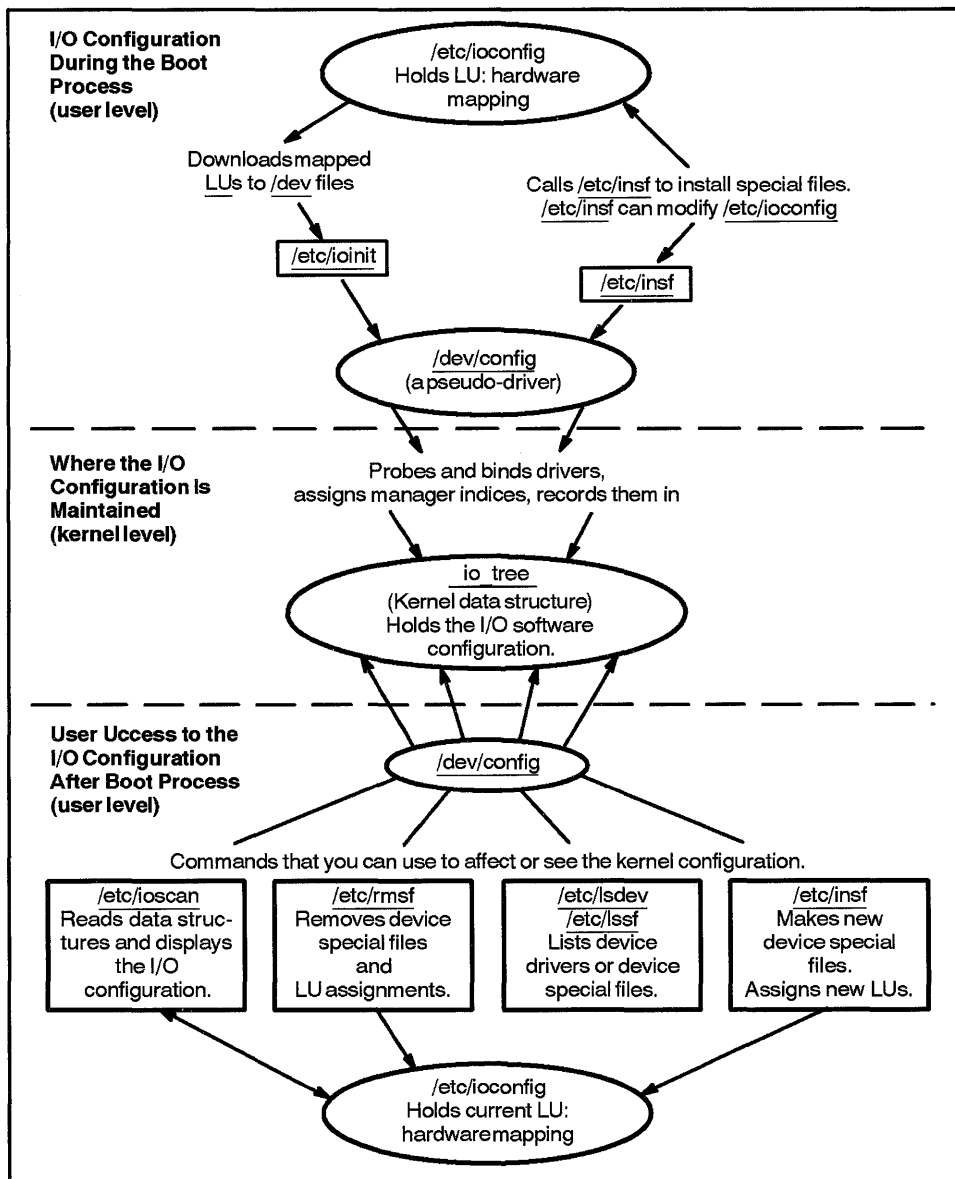 I/O Configuration
During the Boot
Process
(user level)
/etc/ioconfig
Holds LU: hardware
mapping
Downloads mapped
LUs to /dev files
Calls /etc/insf to install special files.
/etc/insf can modify /etc/ioconfig
/etc/ioinit
/etc/insf
/dev/config
(a pseudo-driver)
Where the I/O
Configuration is
Maintained
(kernel level)
Probes and binds drivers,
assigns manager indices, records them in
io_tree
(Kernel data structure)
Holds the I/O software
configuration.
User Uccess to the
I/O Configuration
After Boot Process
(user level)
/dev/config
Commands that you can use to affect or see the kernel configuration.
/etc/ioscan
Reads data struc-
tures and displays
the I/O
configuration.
/etc/rmsf
Removes device
special files
and
LU assignments.
/etc/lsdev
/etc/lssf
Lists device
drivers or device
special files.
/etc/insf
Makes new
device special
files.
Assigns new LUs.
/etc/ioconfig
Holds current LU:
hardware mapping